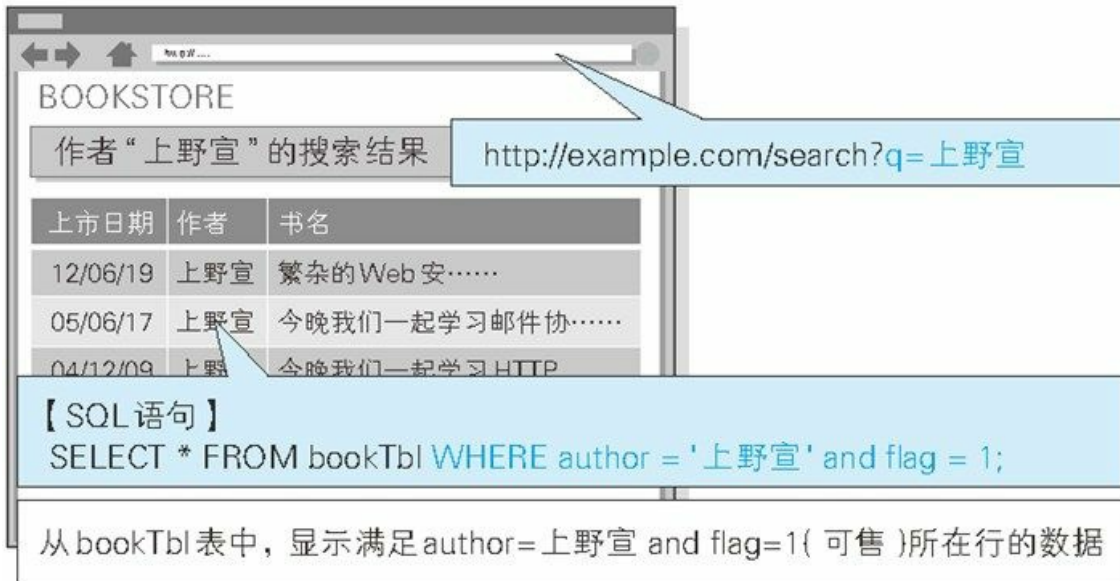 BOOKSTORE
作者“上野宣”的搜索结果
http://example.com/search?q=上野宣
上市日期 作者 书名
12/06/19 上野宣 繁杂的Web安……
05/06/17 上野宣 今晚我们一起学习邮件协……
04/12/09 上野 今晚我们一起学习HTTP
【SQL语句】
SELECT * FROM bookTbl WHERE author = '上野宣' and flag = 1;
从bookTbl表中，显示满足author=上野宣 and flag=1( 可售 )所在行的数据